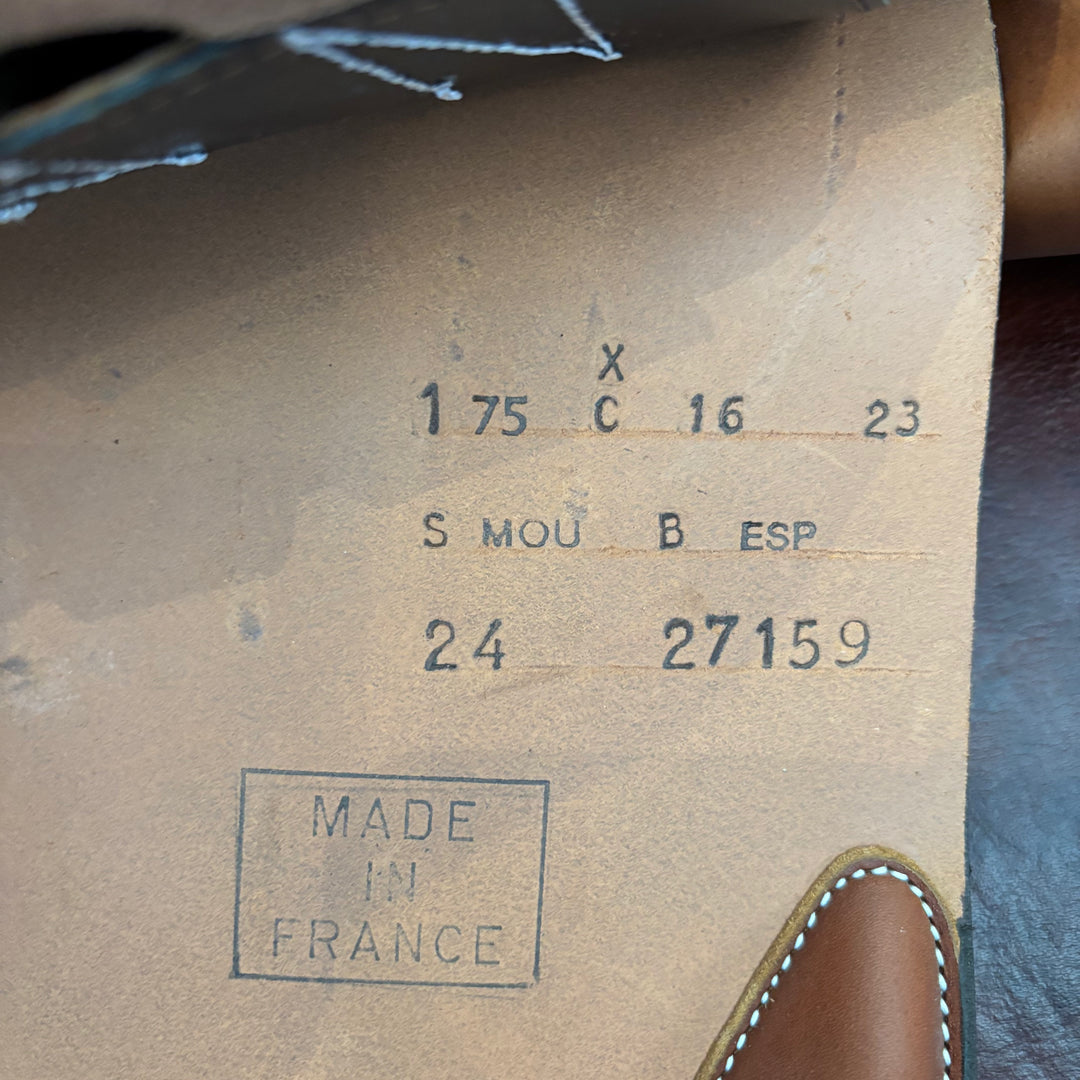 X
1 75 C 16 23
S MOU B ESP
24 27159
MADE
IN
FRANCE